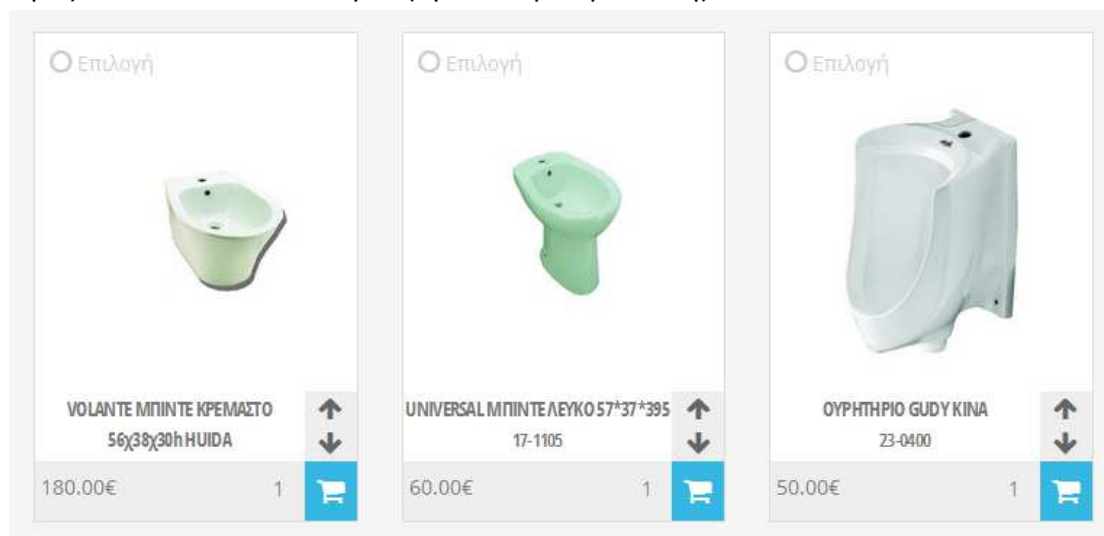 Επιλογή
Επιλογή
Επιλογή
VOLANTE ΜΠΙΝΤΕ ΚΡΕΜΑΣΤΟ
56χ38χ30h HUIDA
180.00€ 1
UNIVERSAL ΜΠΙΝΤΕ ΛΕΥΚΟ 57*37*395
17-1105
60.00€ 1
ΟΥΡΗΤΗΡΙΟ GUDY ΚΙΝΑ
23-0400
50.00€ 1